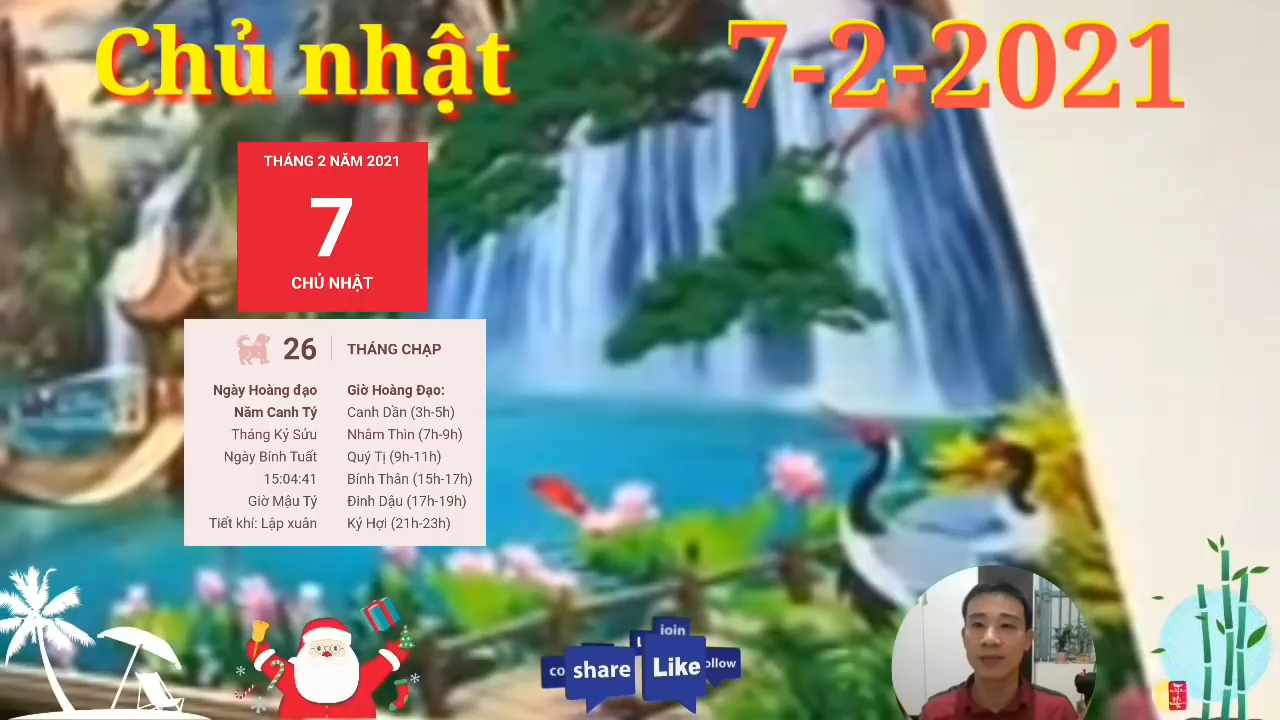 Chủ nhật
7-2-2021
THÁNG 2 NĂM 2021
7
CHỦ NHẬT
26
THÁNG CHẠP
Ngày Hoàng đạo
Năm Canh Tý
Tháng Kỷ Sửu
Ngày Bính Tuất
15:04:41
Giờ Mậu Tý
Tiết khí: Lập xuân
Giờ Hoàng Đạo:
Canh Dần (3h-5h)
Nhâm Thìn (7h-9h)
Quý Tị (9h-11h)
Bính Thân (15h-17h)
Đinh Dậu (17h-19h)
Kỷ Hợi (21h-23h)
join
share
Like